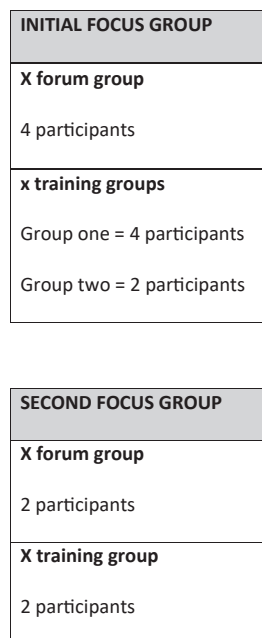 INITIAL FOCUS GROUP
X forum group
4 participants
x training groups
Group one = 4 participants
Group two = 2 participants
SECOND FOCUS GROUP
X forum group
2 participants
X training group
2 participants